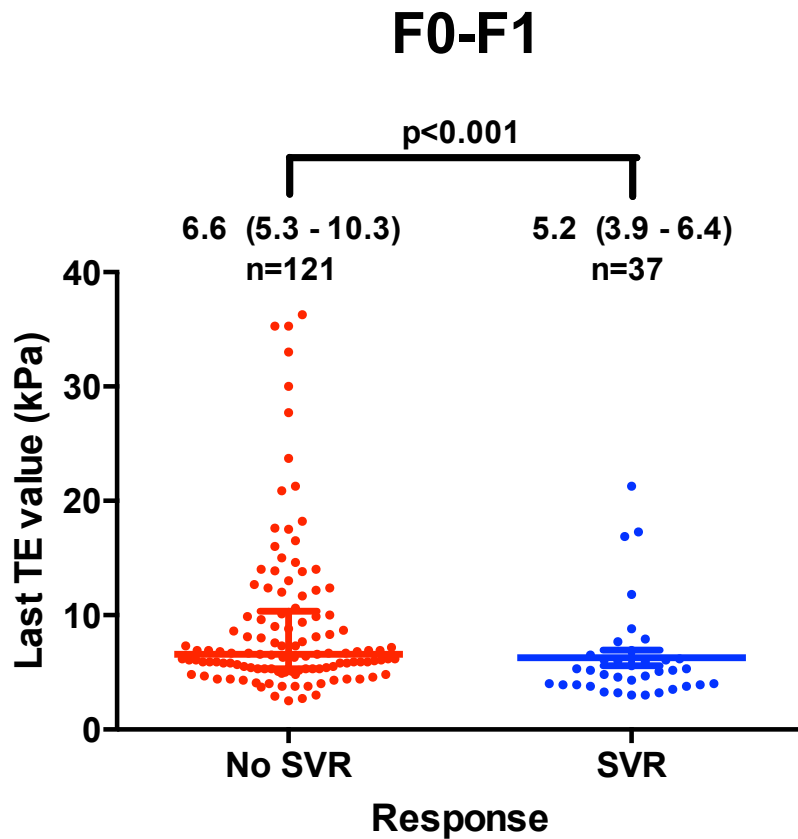 F0-F1
p<0.001
6.6 (5.3 - 10.3)
5.2 (3.9 - 6.4)
n=121
n=37
40
30
20
10
0
Last TE value (kPa)
No SVR
SVR
Response